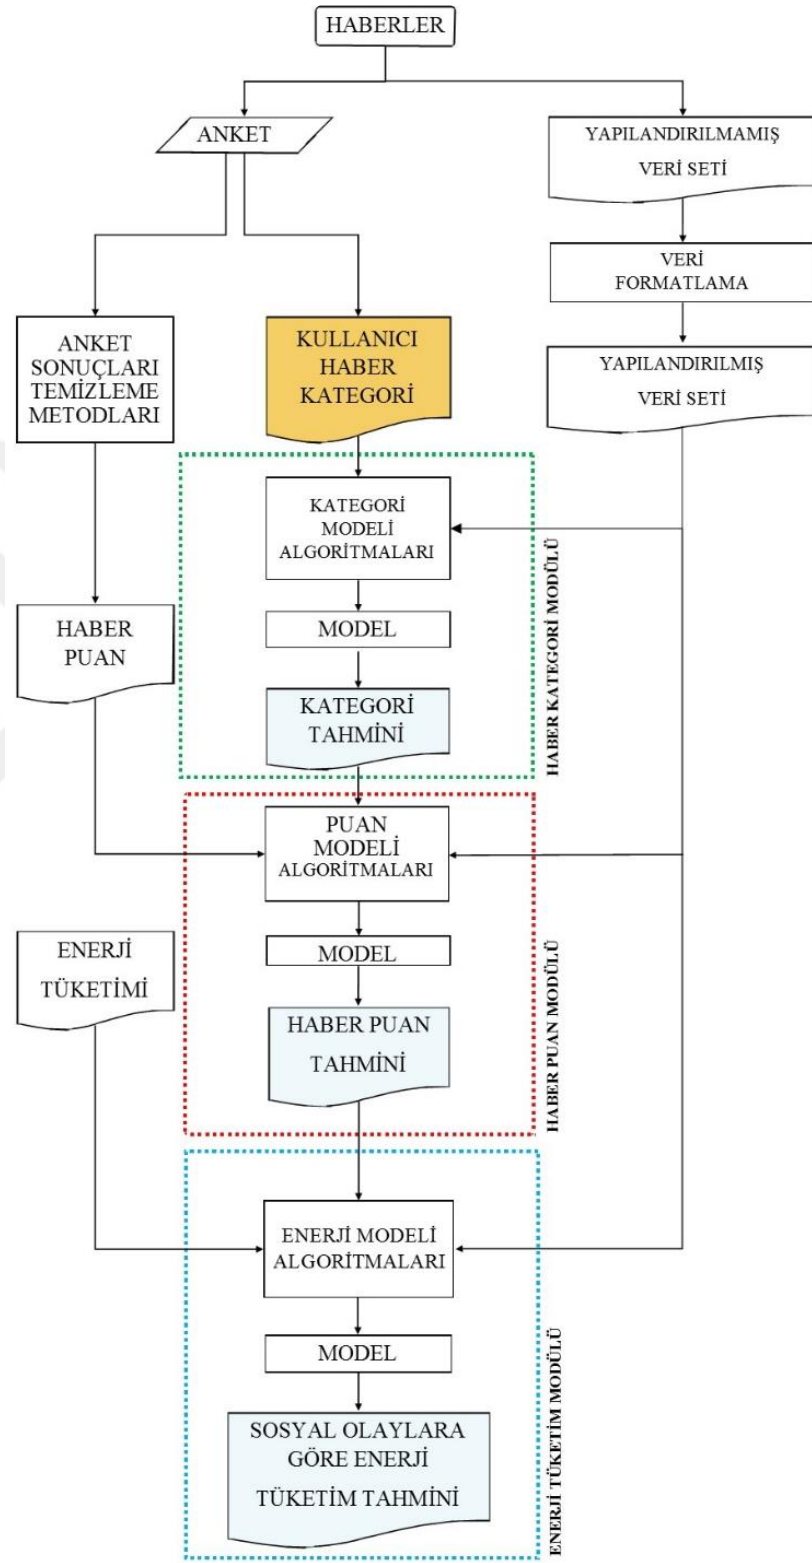 HABERLER
ANKET
YAPILANDIRILMAMIŞ
VERİ SETİ
VERİ
FORMATLAMA
YAPILANDIRILMIŞ
VERİ SETİ
ANKET
SONUÇLARI
TEMİZLEME
METODLARI
KULLANICI
HABER
KATEGORİ
KATEGORİ
MODELİ
ALGORİTMALARI
MODEL
KATEGORİ
TAHMİNİ
HABER KATEGORİ MODÜLÜ
HABER
PUAN
PUAN
MODELİ
ALGORİTMALARI
MODEL
HABER PUAN
TAHMİNİ
HABER PUAN MODÜLÜ
ENERJİ
TÜKETİMİ
ENERJİ MODELİ
ALGORİTMALARI
MODEL
SOSYAL OLAYLARA
GÖRE ENERJİ
TÜKETİM TAHMİNİ
ENERJİ TÜKETİM MODÜLÜ